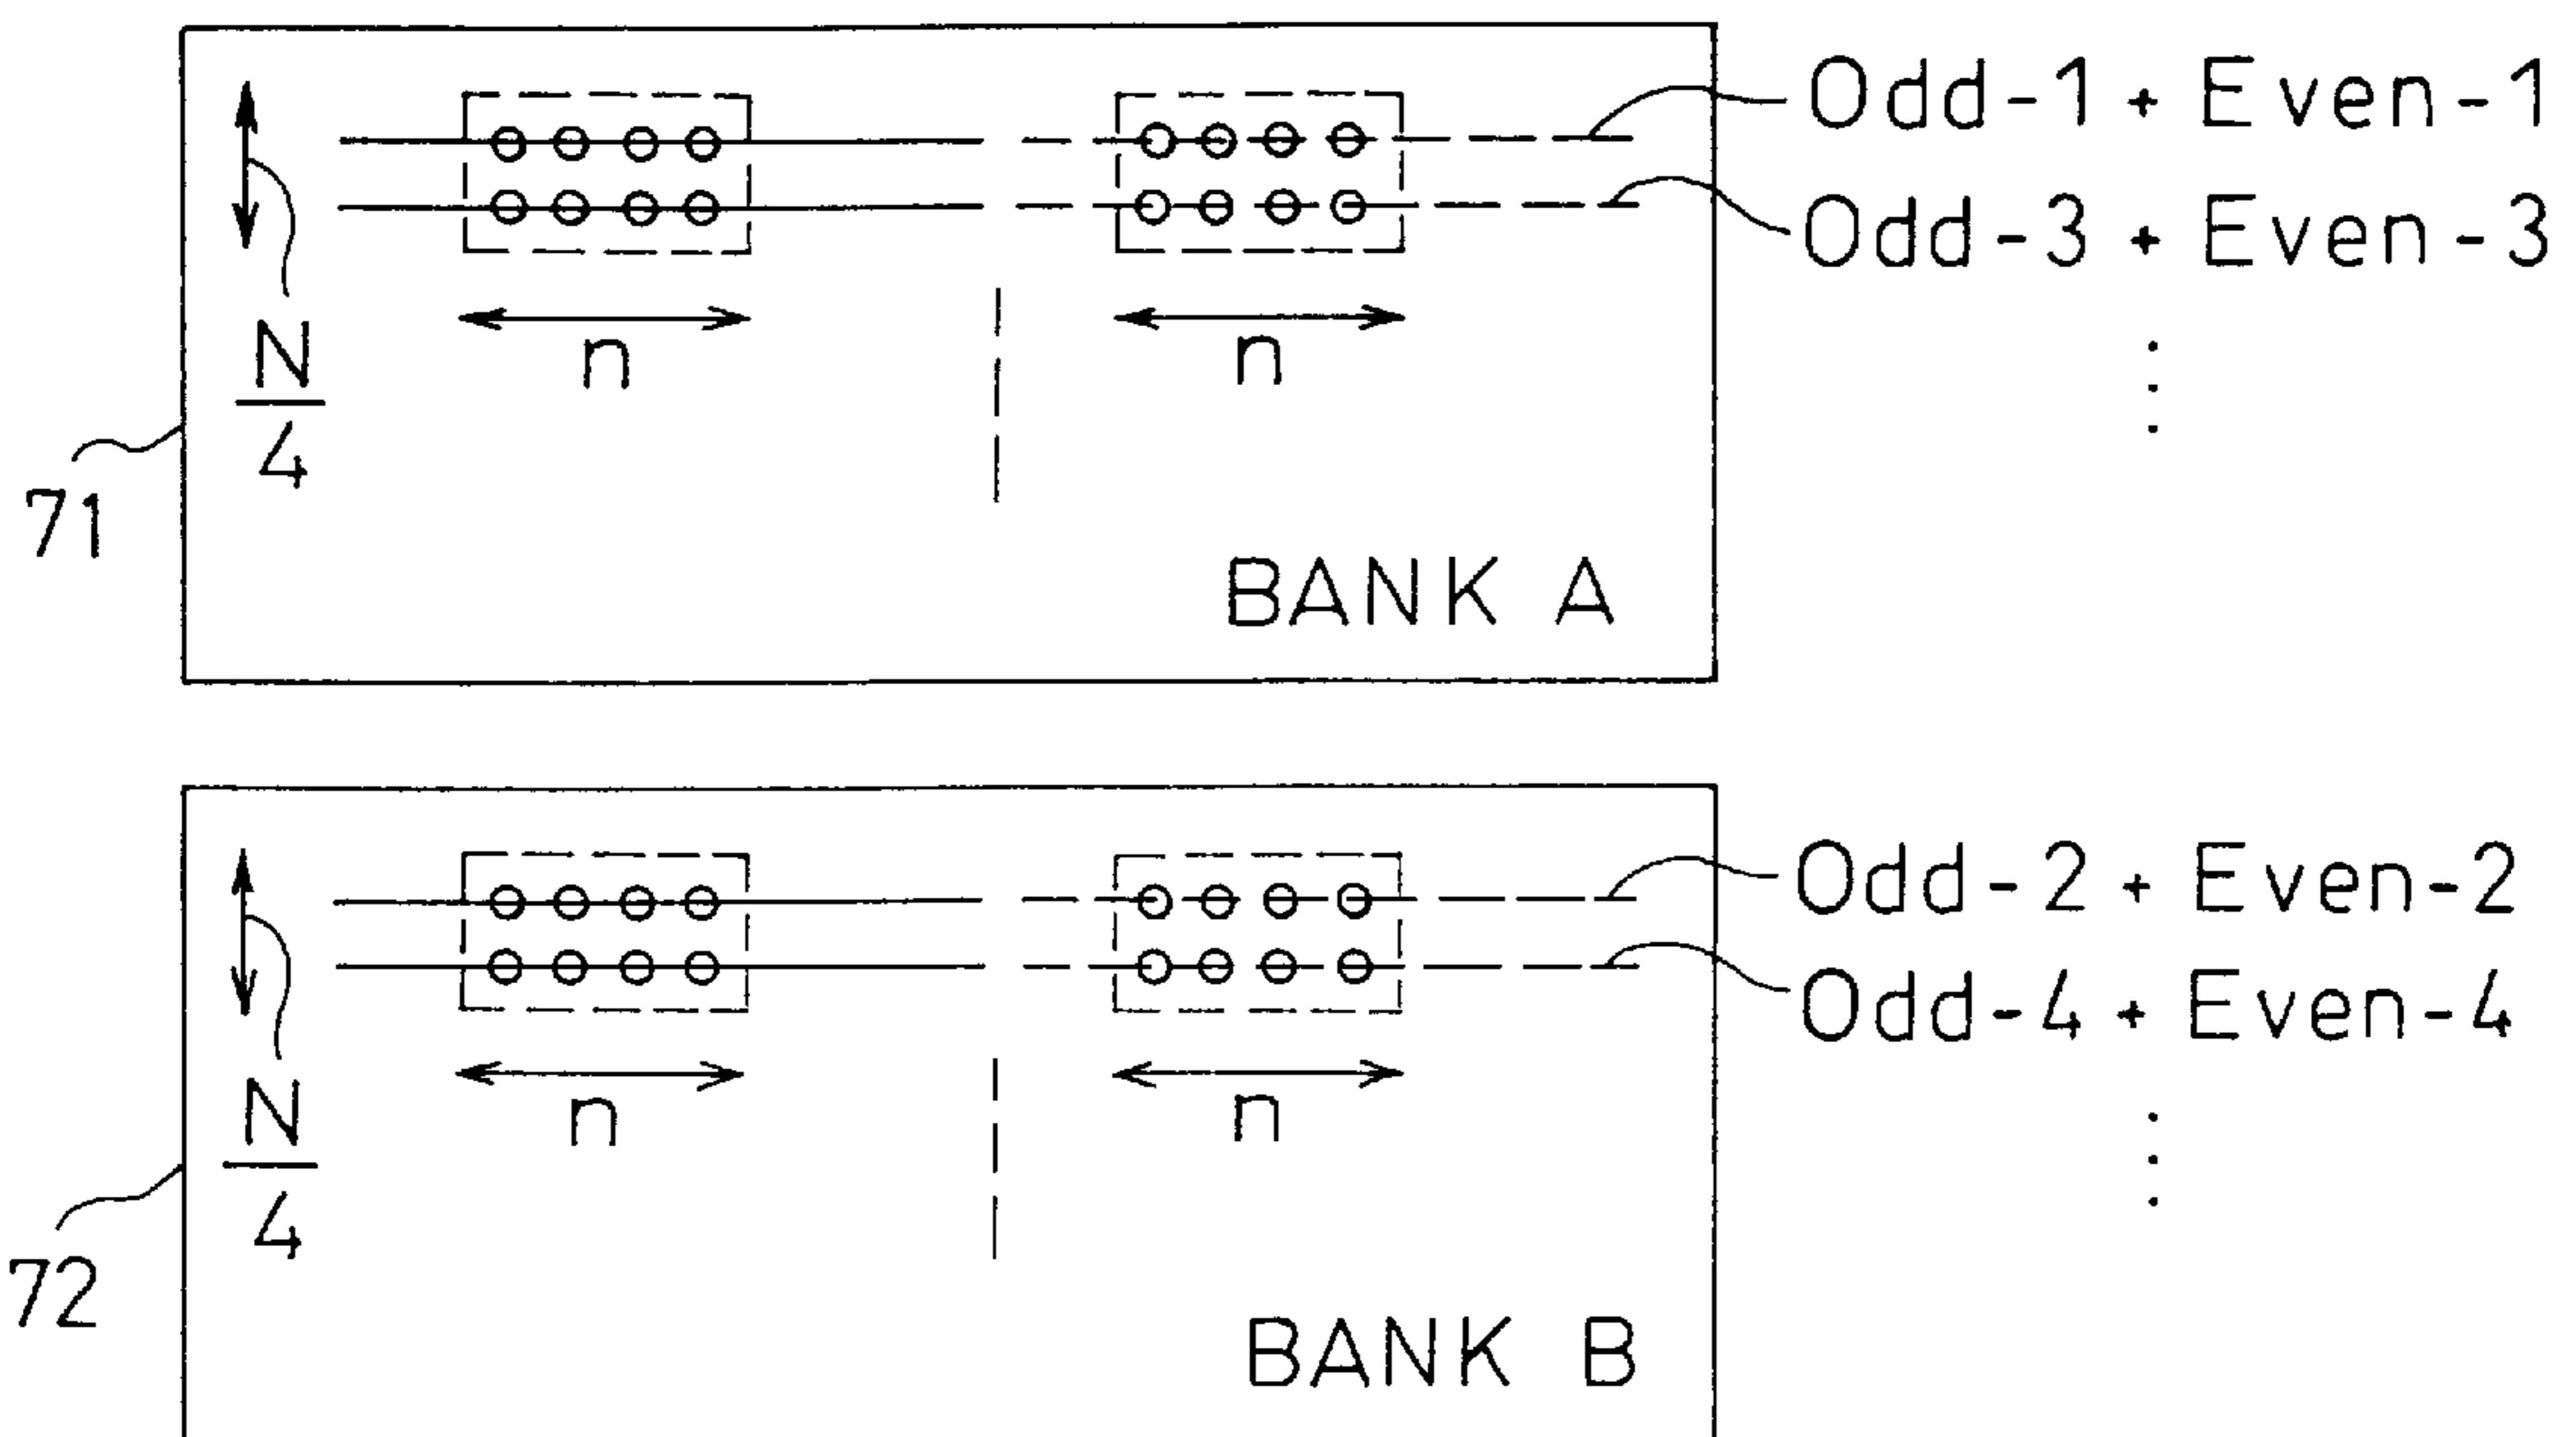 Odd-1 + Even-1
Odd-3 + Even-3
N/4
n
n
71
BANK A
Odd-2 + Even-2
Odd-4 + Even-4
N/4
n
n
72
BANK B